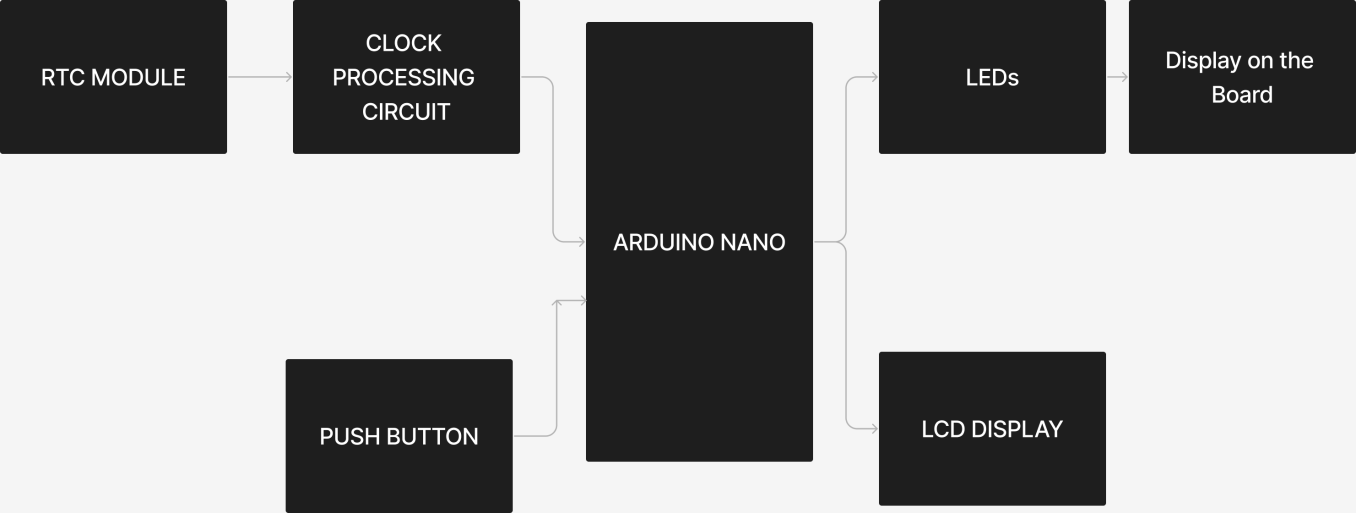 RTC MODULE
CLOCK
PROCESSING
CIRCUIT
ARDUINO NANO
LEDs
Display on the
Board
PUSH BUTTON
LCD DISPLAY